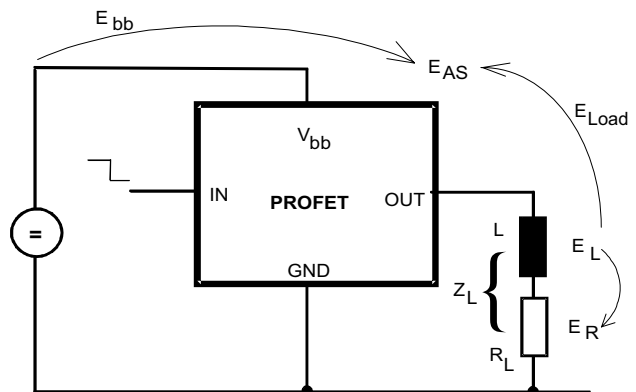 E bb
E AS
E Load
V bb
IN
PROFET
OUT
=
GND
L
E L
Z L
{
E R
R L